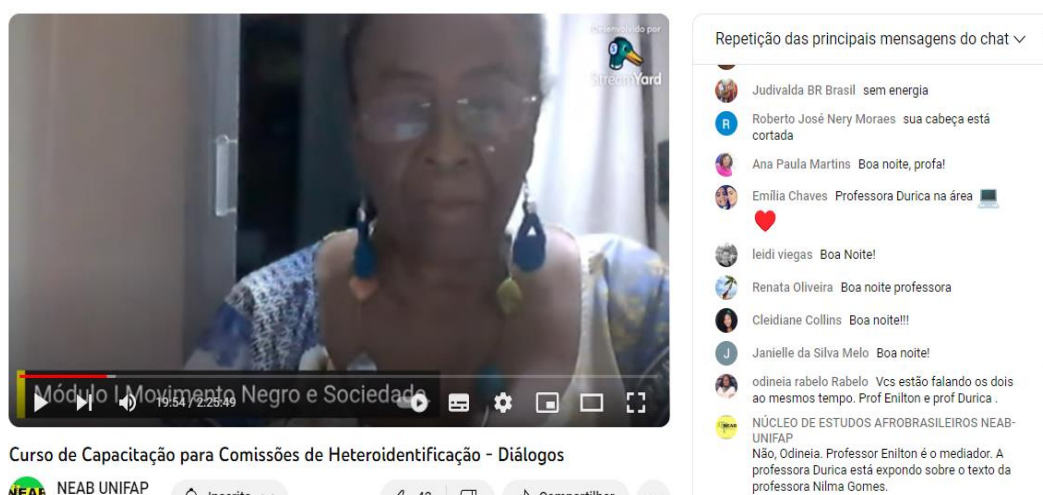 Desenvolvido por
StreamYard
Módulo I Movimento Negro e Sociedade
19:54 / 2:25:49
Curso de Capacitação para Comissões de Heteroidentificação - Diálogos
NEAB
NEAB UNIFAP
Inscrito
43
Compartilhar
Repetição das principais mensagens do chat
Judivalda BR Brasil sem energia
R
Roberto José Nery Moraes sua cabeça está
cortada
Ana Paula Martins Boa noite, profa!
Emília Chaves Professora Durica na área
leidi viegas Boa Noite!
Renata Oliveira Boa noite professora
Cleidiane Collins Boa noite!!!
J
Janielle da Silva Melo Boa noite!
odineia rabelo Rabelo Vcs estão falando os dois
ao mesmos tempo. Prof Enilton e prof Durica .
NEAB
NÚCLEO DE ESTUDOS AFROBRASILEIROS NEAB-
UNIFAP
Não, Odineia. Professor Enilton é o mediador. A
professora Durica está expondo sobre o texto da
professora Nilma Gomes.